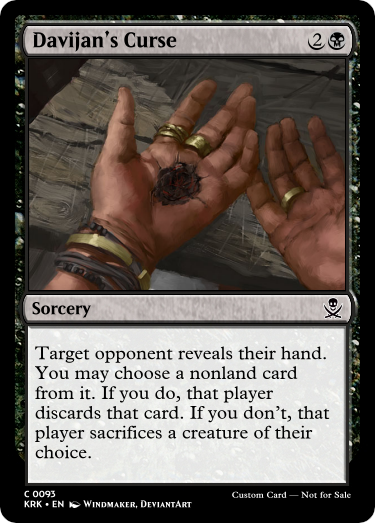 Davijan's Curse 2
Sorcery
Target opponent reveals their hand.
You may choose a nonland card
from it. If you do, that player
discards that card. If you don't, that
player sacrifices a creature of their
choice.
C 0093
KRK • EN Windmaker, DeviantArt
Custom Card — Not for Sale